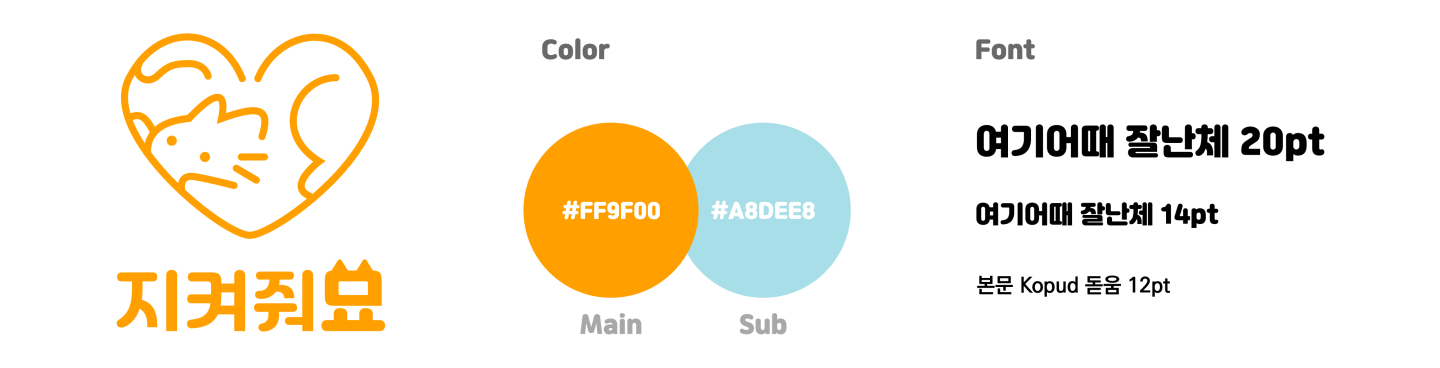 지켜줘묘
Color
#FF9F00
#A8DEE8
Main
Sub
Font
여기어때 잘난체 20pt
여기어때 잘난체 14pt
본문 Kopud 돋움 12pt